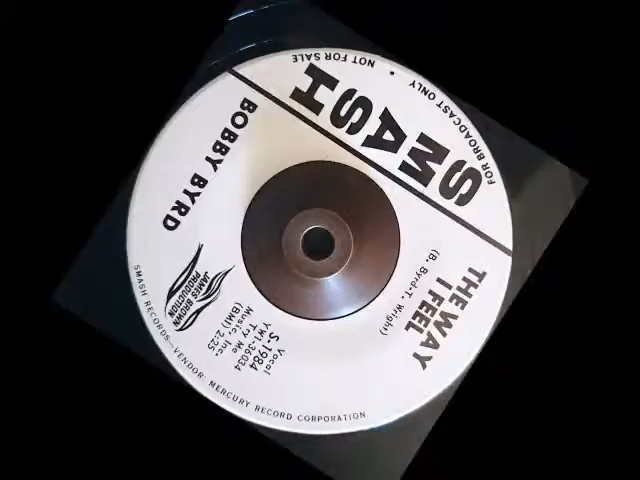 FOR BROADCAST ONLY • NOT FOR SALE
SMASH
THE WAY
I FEEL
(B. Byrd-T. Wright)
BOBBY BYRD
Vocal
S-1984
YW1-36034
Try Me
Music, Inc.
(BMI) 2:25
JAMES BROWN
PRODUCTION
SMASH RECORDS—VENDOR: MERCURY RECORD CORPORATION